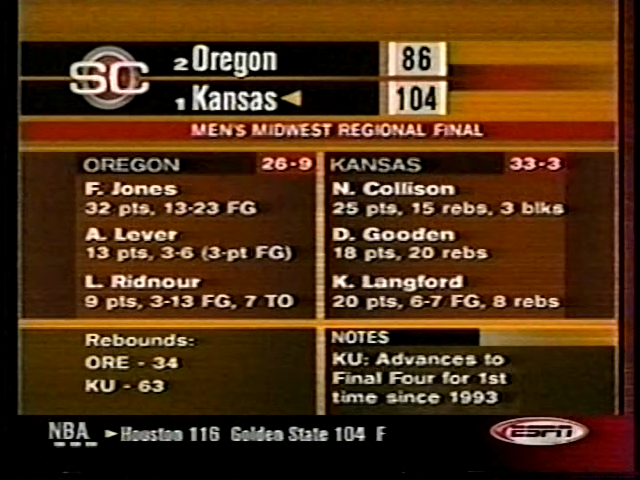 SC
2 Oregon 86
1 Kansas 104
MEN'S MIDWEST REGIONAL FINAL
OREGON 26-9
F. Jones
32 pts, 13-23 FG
A. Lever
13 pts, 3-6 (3-pt FG)
L. Ridnour
9 pts, 3-13 FG, 7 TO
KANSAS 33-3
N. Collison
25 pts, 15 rebs, 3 blks
D. Gooden
18 pts, 20 rebs
K. Langford
20 pts, 6-7 FG, 8 rebs
Rebounds:
ORE - 34
KU - 63
NOTES
KU: Advances to
Final Four for 1st
time since 1993
NBA Houston 116 Golden State 104 F
ESPN